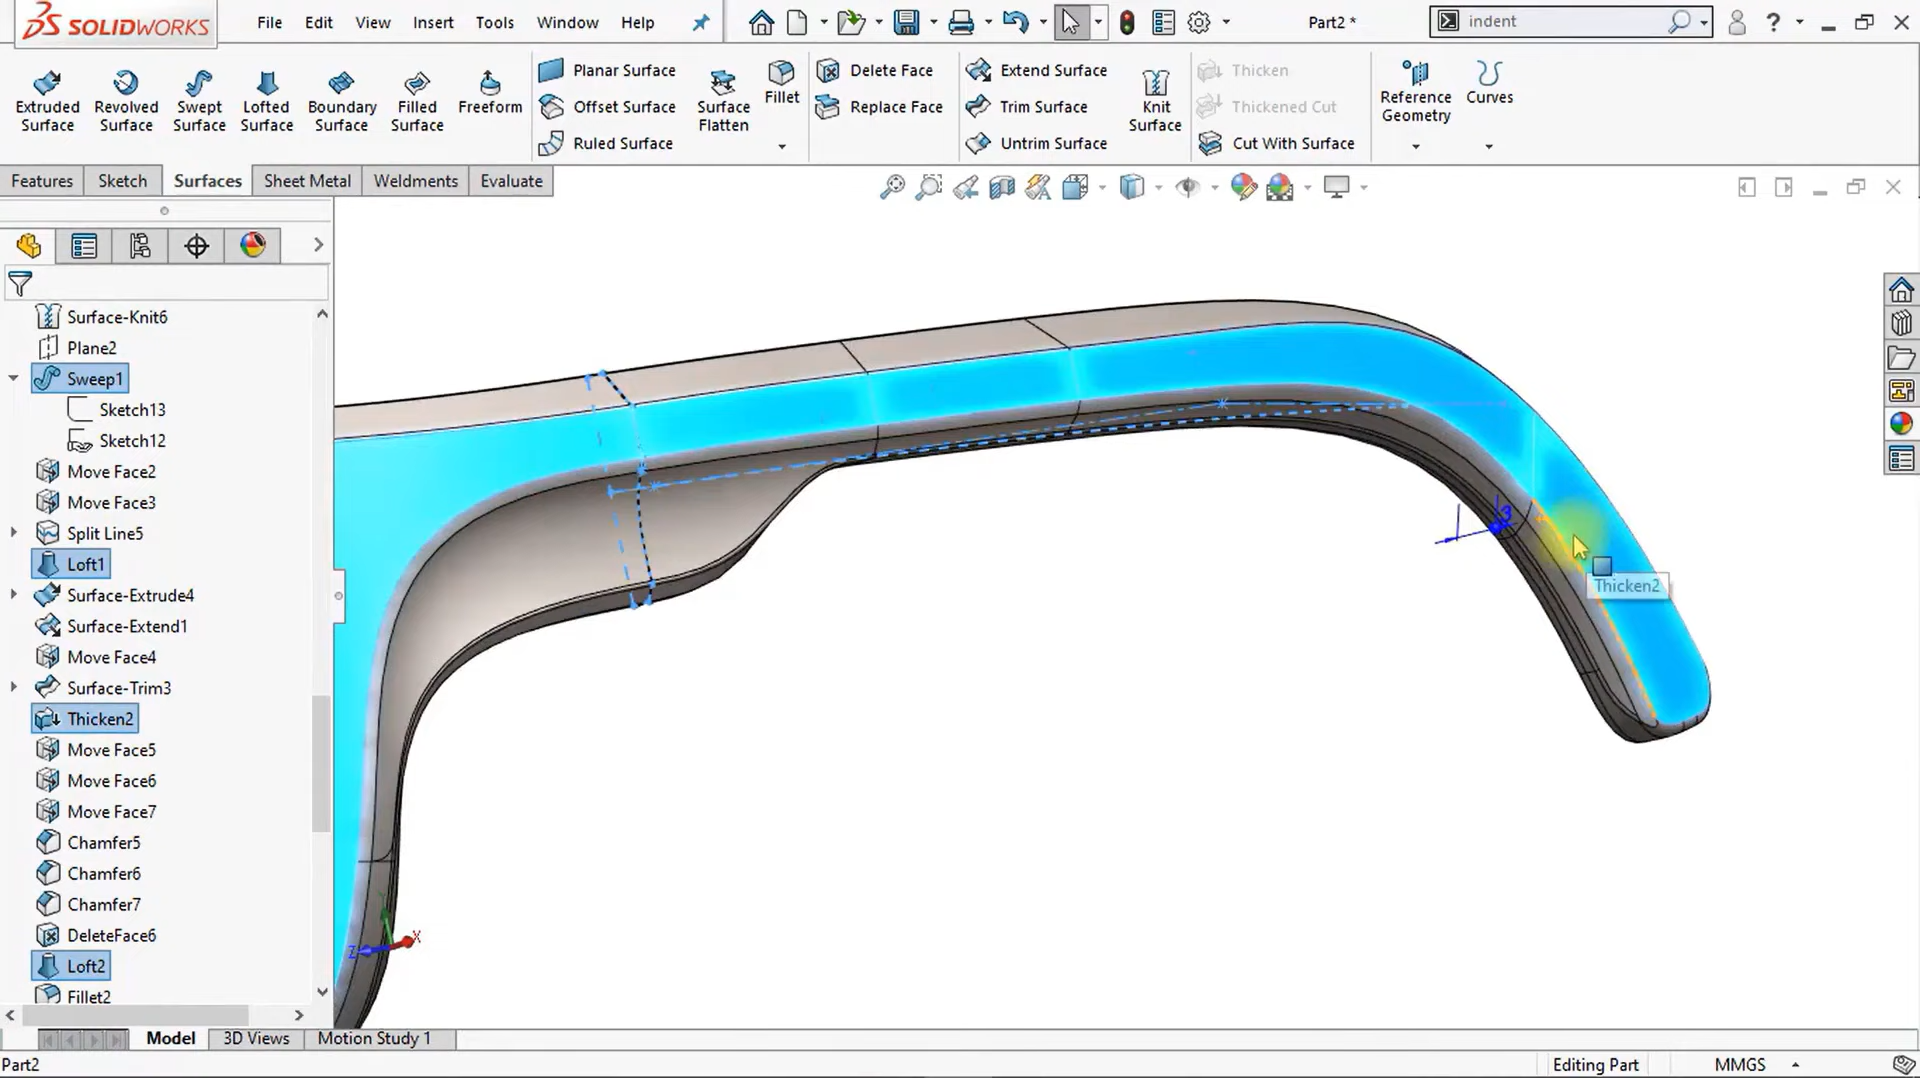 SOLIDWORKS File Edit View Insert Tools Window Help Part2 * indent
Extruded Surface
Revolved Surface
Swept Surface
Lofted Surface
Boundary Surface
Filled Surface
Freeform
Planar Surface
Offset Surface
Ruled Surface
Surface Flatten
Fillet
Delete Face
Replace Face
Extend Surface
Trim Surface
Untrim Surface
Knit Surface
Thicken
Thickened Cut
Cut With Surface
Reference Geometry
Curves
Features Sketch Surfaces Sheet Metal Weldments Evaluate
Surface-Knit6
Plane2
Sweep1
Sketch13
Sketch12
Move Face2
Move Face3
Split Line5
Loft1
Surface-Extrude4
Surface-Extend1
Move Face4
Surface-Trim3
Thicken2
Move Face5
Move Face6
Move Face7
Chamfer5
Chamfer6
Chamfer7
DeleteFace6
Loft2
Fillet2
3
Thicken2
Z X
Model 3D Views Motion Study 1
Part2 Editing Part MMGS